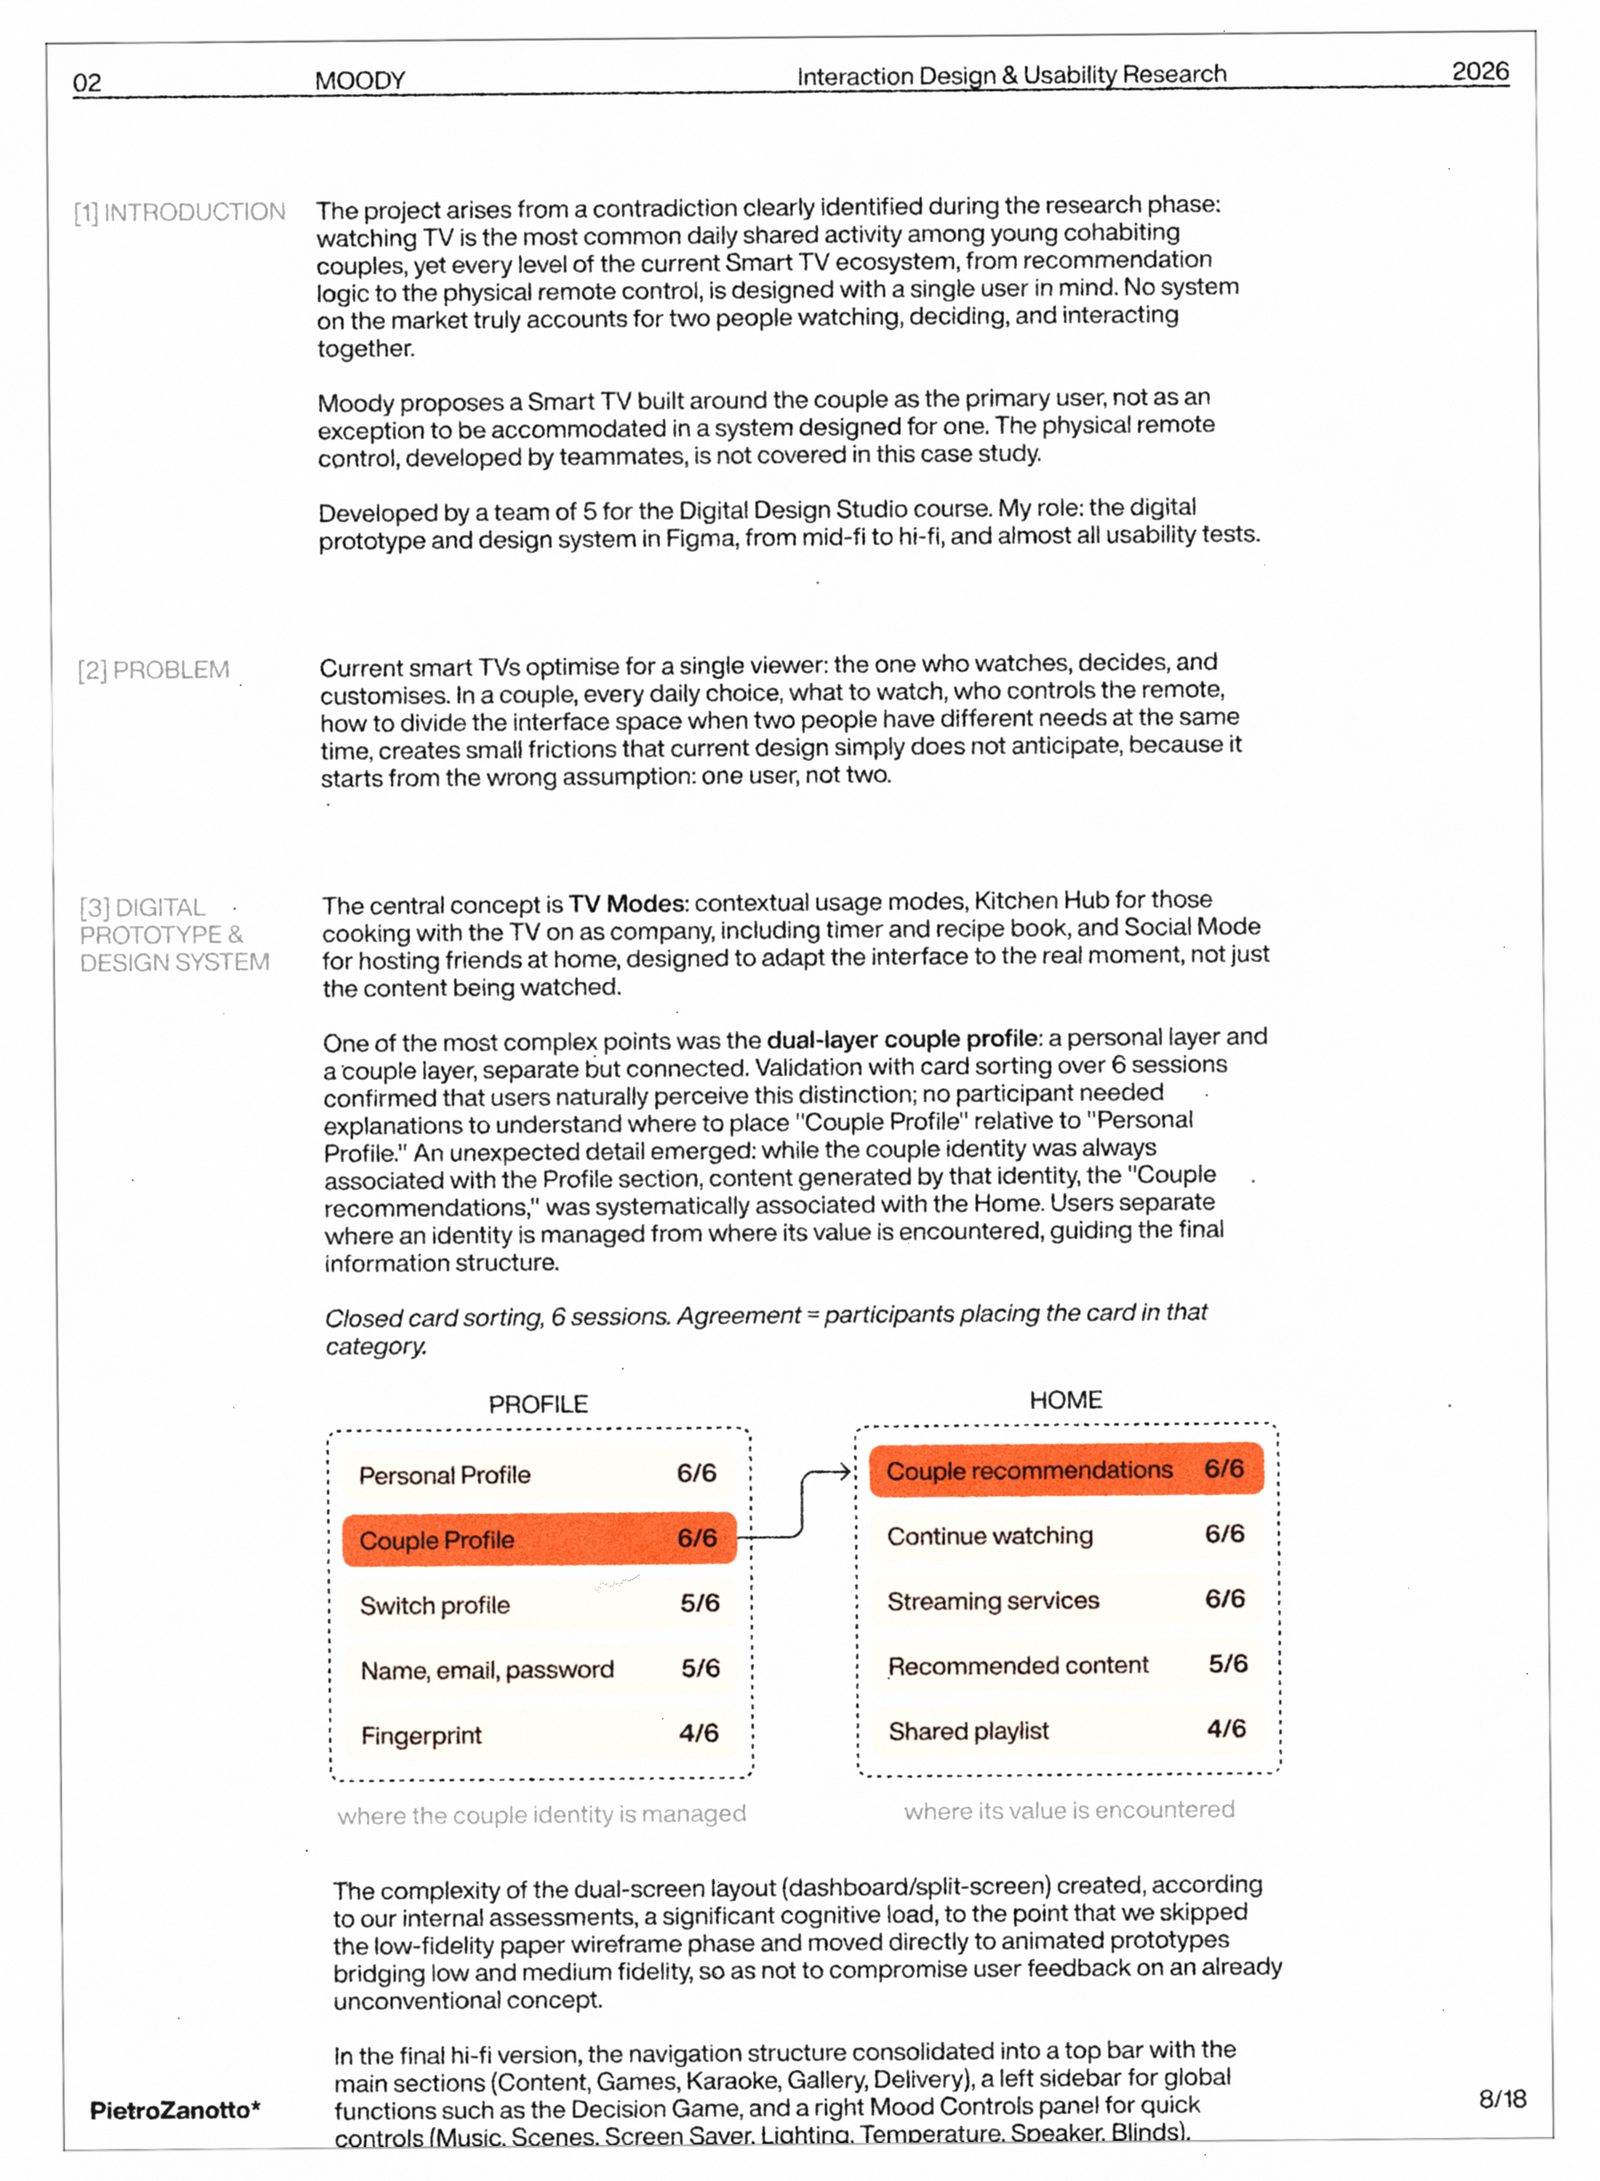 02 MOODY Interaction Design & Usability Research 2026
[1] INTRODUCTION
The project arises from a contradiction clearly identified during the research phase:
watching TV is the most common daily shared activity among young cohabiting
couples, yet every level of the current Smart TV ecosystem, from recommendation
logic to the physical remote control, is designed with a single user in mind. No system
on the market truly accounts for two people watching, deciding, and interacting
together.
Moody proposes a Smart TV built around the couple as the primary user, not as an
exception to be accommodated in a system designed for one. The physical remote
control, developed by teammates, is not covered in this case study.
Developed by a team of 5 for the Digital Design Studio course. My role: the digital
prototype and design system in Figma, from mid-fi to hi-fi, and almost all usability tests.
[2] PROBLEM
Current smart TVs optimise for a single viewer: the one who watches, decides, and
customises. In a couple, every daily choice, what to watch, who controls the remote,
how to divide the interface space when two people have different needs at the same
time, creates small frictions that current design simply does not anticipate, because it
starts from the wrong assumption: one user, not two.
[3] DIGITAL
PROTOTYPE &
DESIGN SYSTEM
The central concept is TV Modes: contextual usage modes, Kitchen Hub for those
cooking with the TV on as company, including timer and recipe book, and Social Mode
for hosting friends at home, designed to adapt the interface to the real moment, not just
the content being watched.
One of the most complex points was the dual-layer couple profile: a personal layer and
a couple layer, separate but connected. Validation with card sorting over 6 sessions
confirmed that users naturally perceive this distinction; no participant needed
explanations to understand where to place "Couple Profile" relative to "Personal
Profile." An unexpected detail emerged: while the couple identity was always
associated with the Profile section, content generated by that identity, the "Couple
recommendations," was systematically associated with the Home. Users separate
where an identity is managed from where its value is encountered, guiding the final
information structure.
Closed card sorting, 6 sessions. Agreement = participants placing the card in that
category.
PROFILE
Personal Profile 6/6
Couple Profile 6/6
Switch profile 5/6
Name, email, password 5/6
Fingerprint 4/6
where the couple identity is managed
HOME
Couple recommendations 6/6
Continue watching 6/6
Streaming services 6/6
Recommended content 5/6
Shared playlist 4/6
where its value is encountered
The complexity of the dual-screen layout (dashboard/split-screen) created, according
to our internal assessments, a significant cognitive load, to the point that we skipped
the low-fidelity paper wireframe phase and moved directly to animated prototypes
bridging low and medium fidelity, so as not to compromise user feedback on an already
unconventional concept.
In the final hi-fi version, the navigation structure consolidated into a top bar with the
main sections (Content, Games, Karaoke, Gallery, Delivery), a left sidebar for global
functions such as the Decision Game, and a right Mood Controls panel for quick
controls (Music, Scenes, Screen Saver, Lighting, Temperature, Speaker, Blinds).
PietroZanotto*
8/18